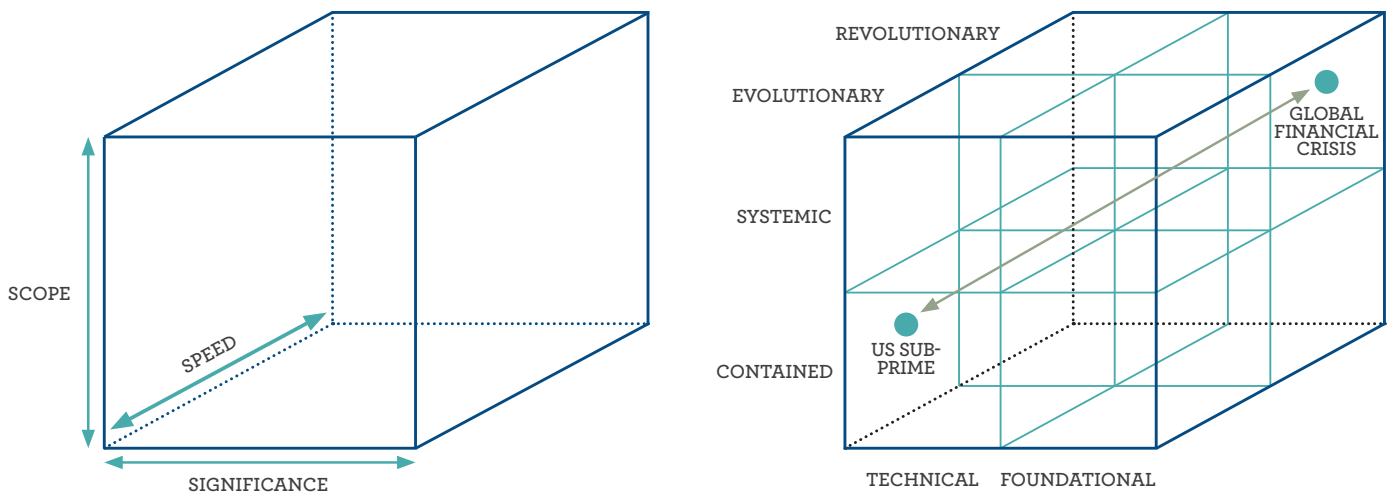 SCOPE
SPEED
SIGNIFICANCE
REVOLUTIONARY
EVOLUTIONARY
SYSTEMIC
CONTAINED
TECHNICAL
FOUNDATIONAL
GLOBAL
FINANCIAL
CRISIS
US SUB-
PRIME